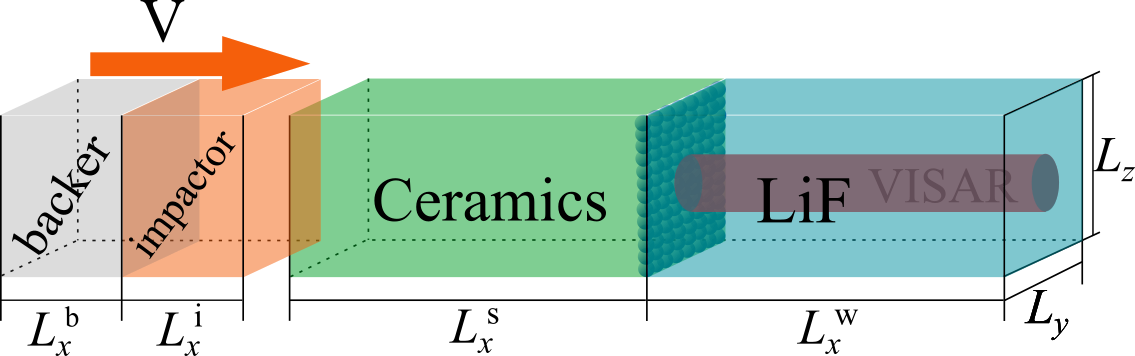 V
backer
impactor
Ceramics
LiF
VISAR
L_z
L_x^b
L_x^i
L_x^s
L_x^w
L_y